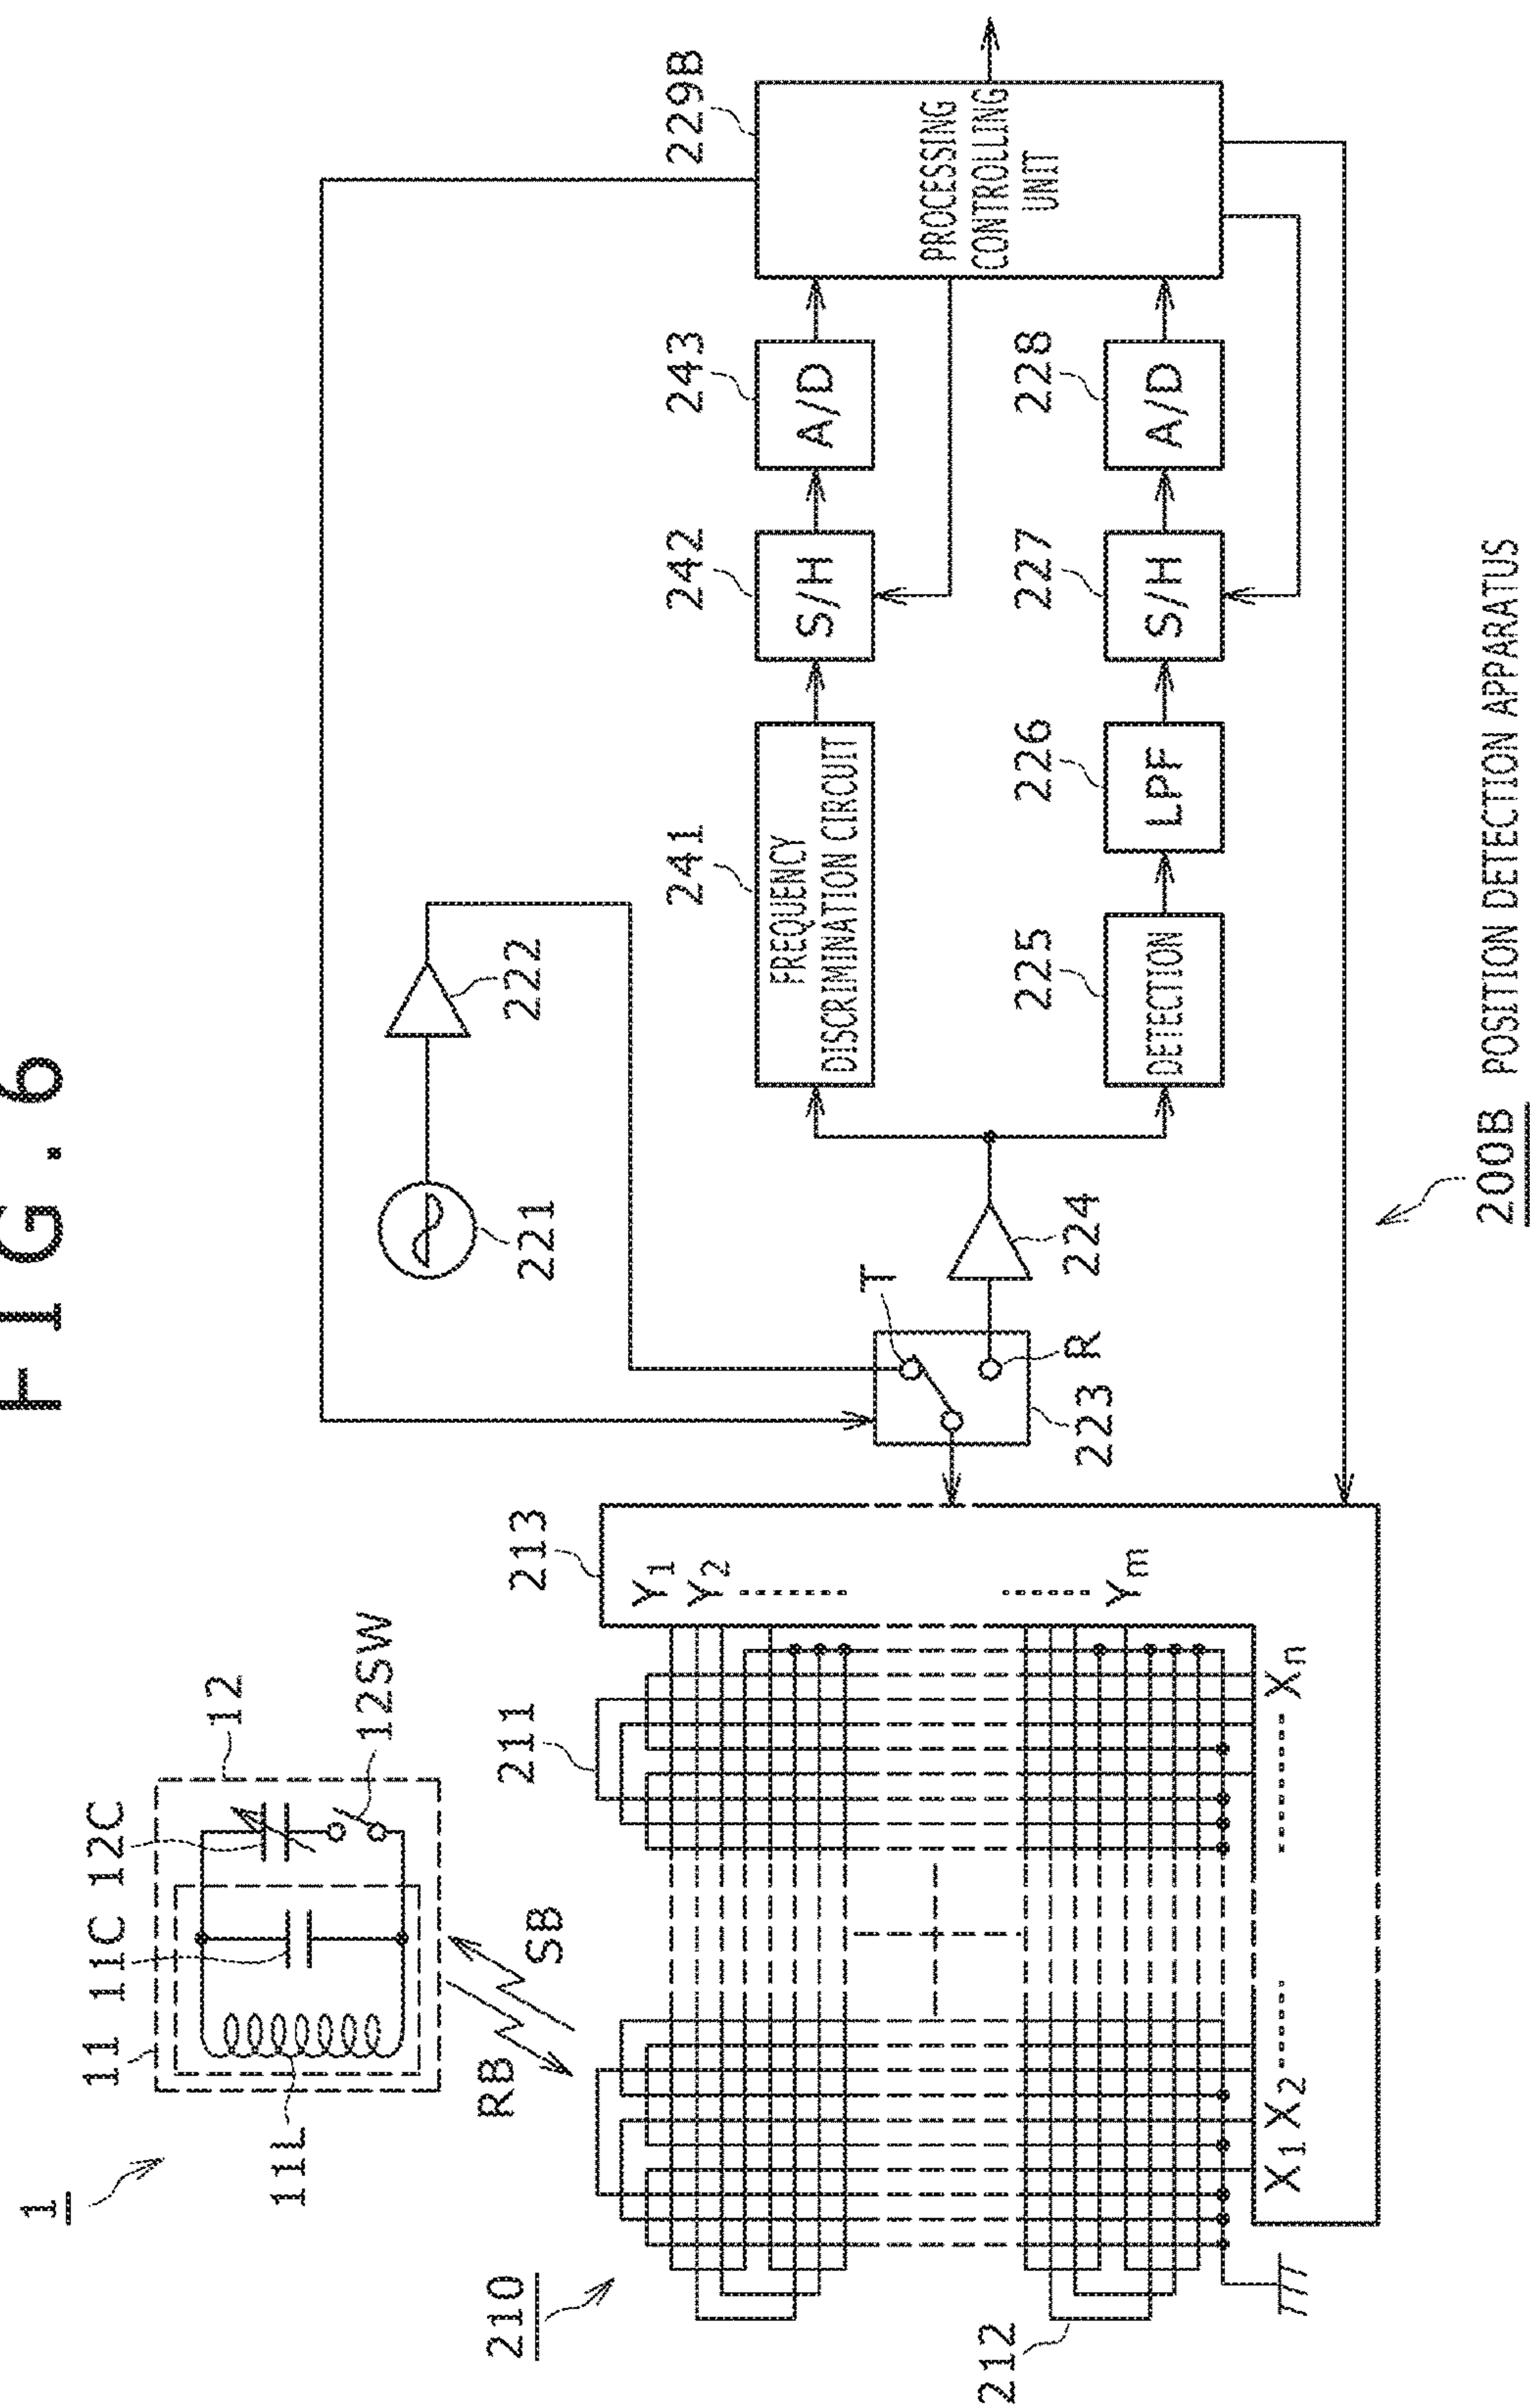 FIG. 6
1
11
11C
12C
12
12SW
11L
RB
SB
210
211
213
212
Y1
Y2
Ym
X1 X2
Xn
221
222
T
R
223
224
241
FREQUENCY
DISCRIMINATION CIRCUIT
242
S/H
243
A/D
229B
PROCESSING
CONTROLLING
UNIT
225
DETECTION
226
LPF
227
S/H
228
A/D
200B POSITION DETECTION APPARATUS